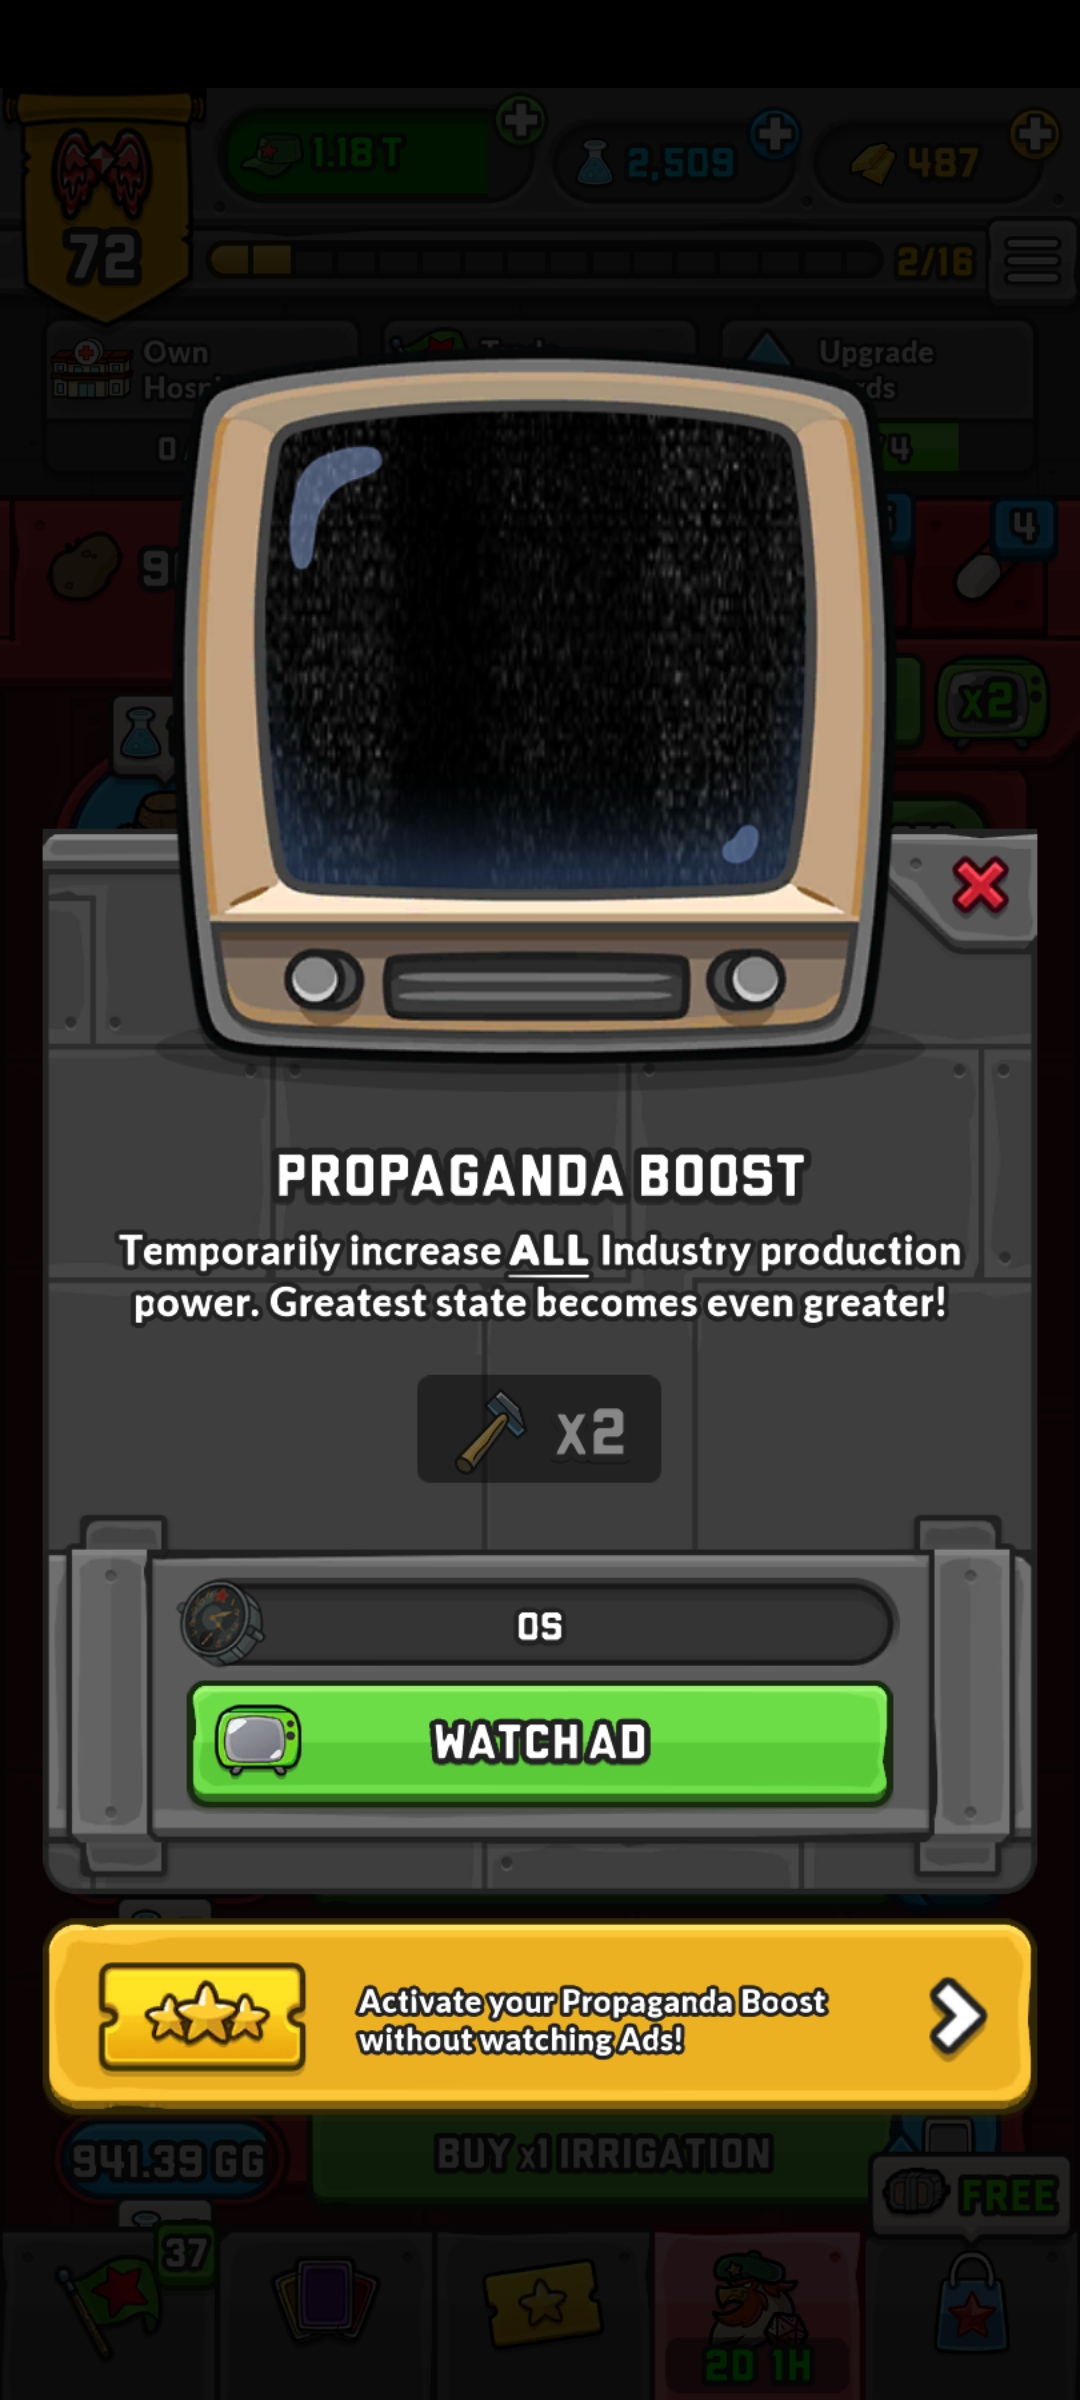 1.18 T
2,509
487
72
2/16
Own
Upgrade
0
4
9
4
x2
PROPAGANDA BOOST
Temporarily increase ALL Industry production
power. Greatest state becomes even greater!
x2
0S
WATCH AD
Activate your Propaganda Boost
without watching Ads!
941.39 GG
BUY x1 IRRIGATION
FREE
37
2D 1H